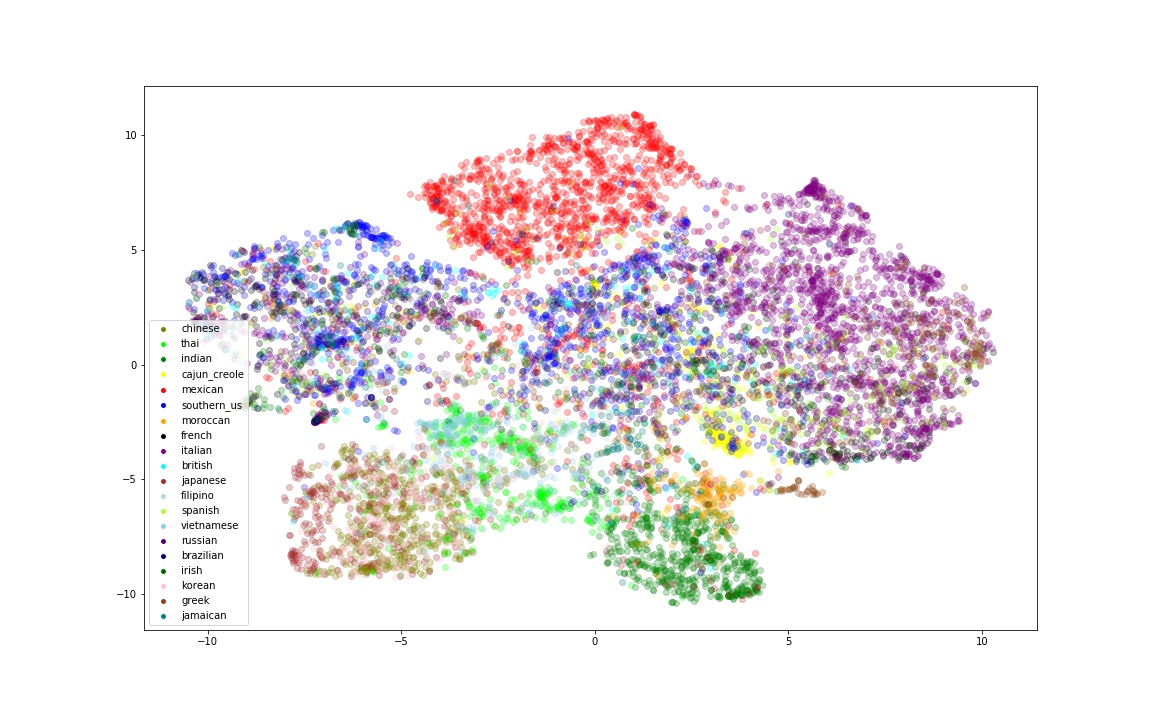 10
5
0
−5
−10
chinese
thai
indian
cajun_creole
mexican
southern_us
moroccan
french
italian
british
japanese
filipino
spanish
vietnamese
russian
brazilian
irish
korean
greek
jamaican
−10 −5 0 5 10